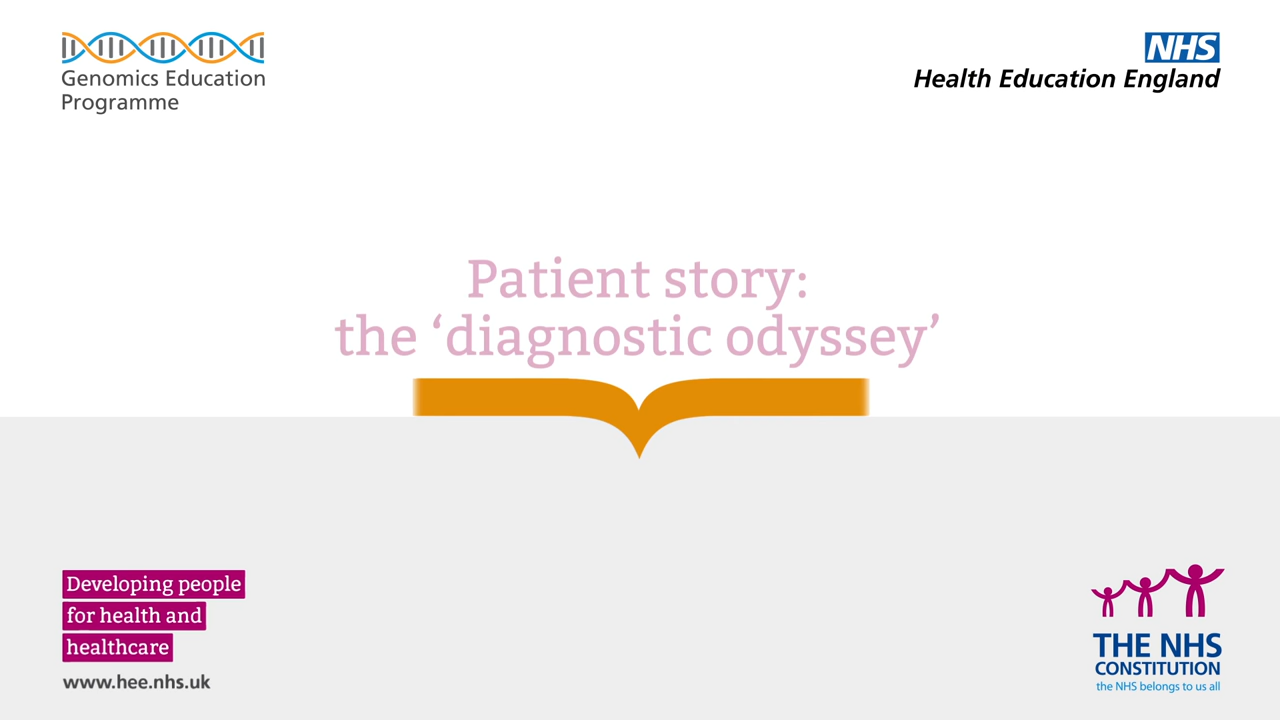 Genomics Education
Programme
NHS
Health Education England
Patient story:
the ‘diagnostic odyssey’
Developing people
for health and
healthcare
www.hee.nhs.uk
THE NHS
CONSTITUTION
the NHS belongs to us all